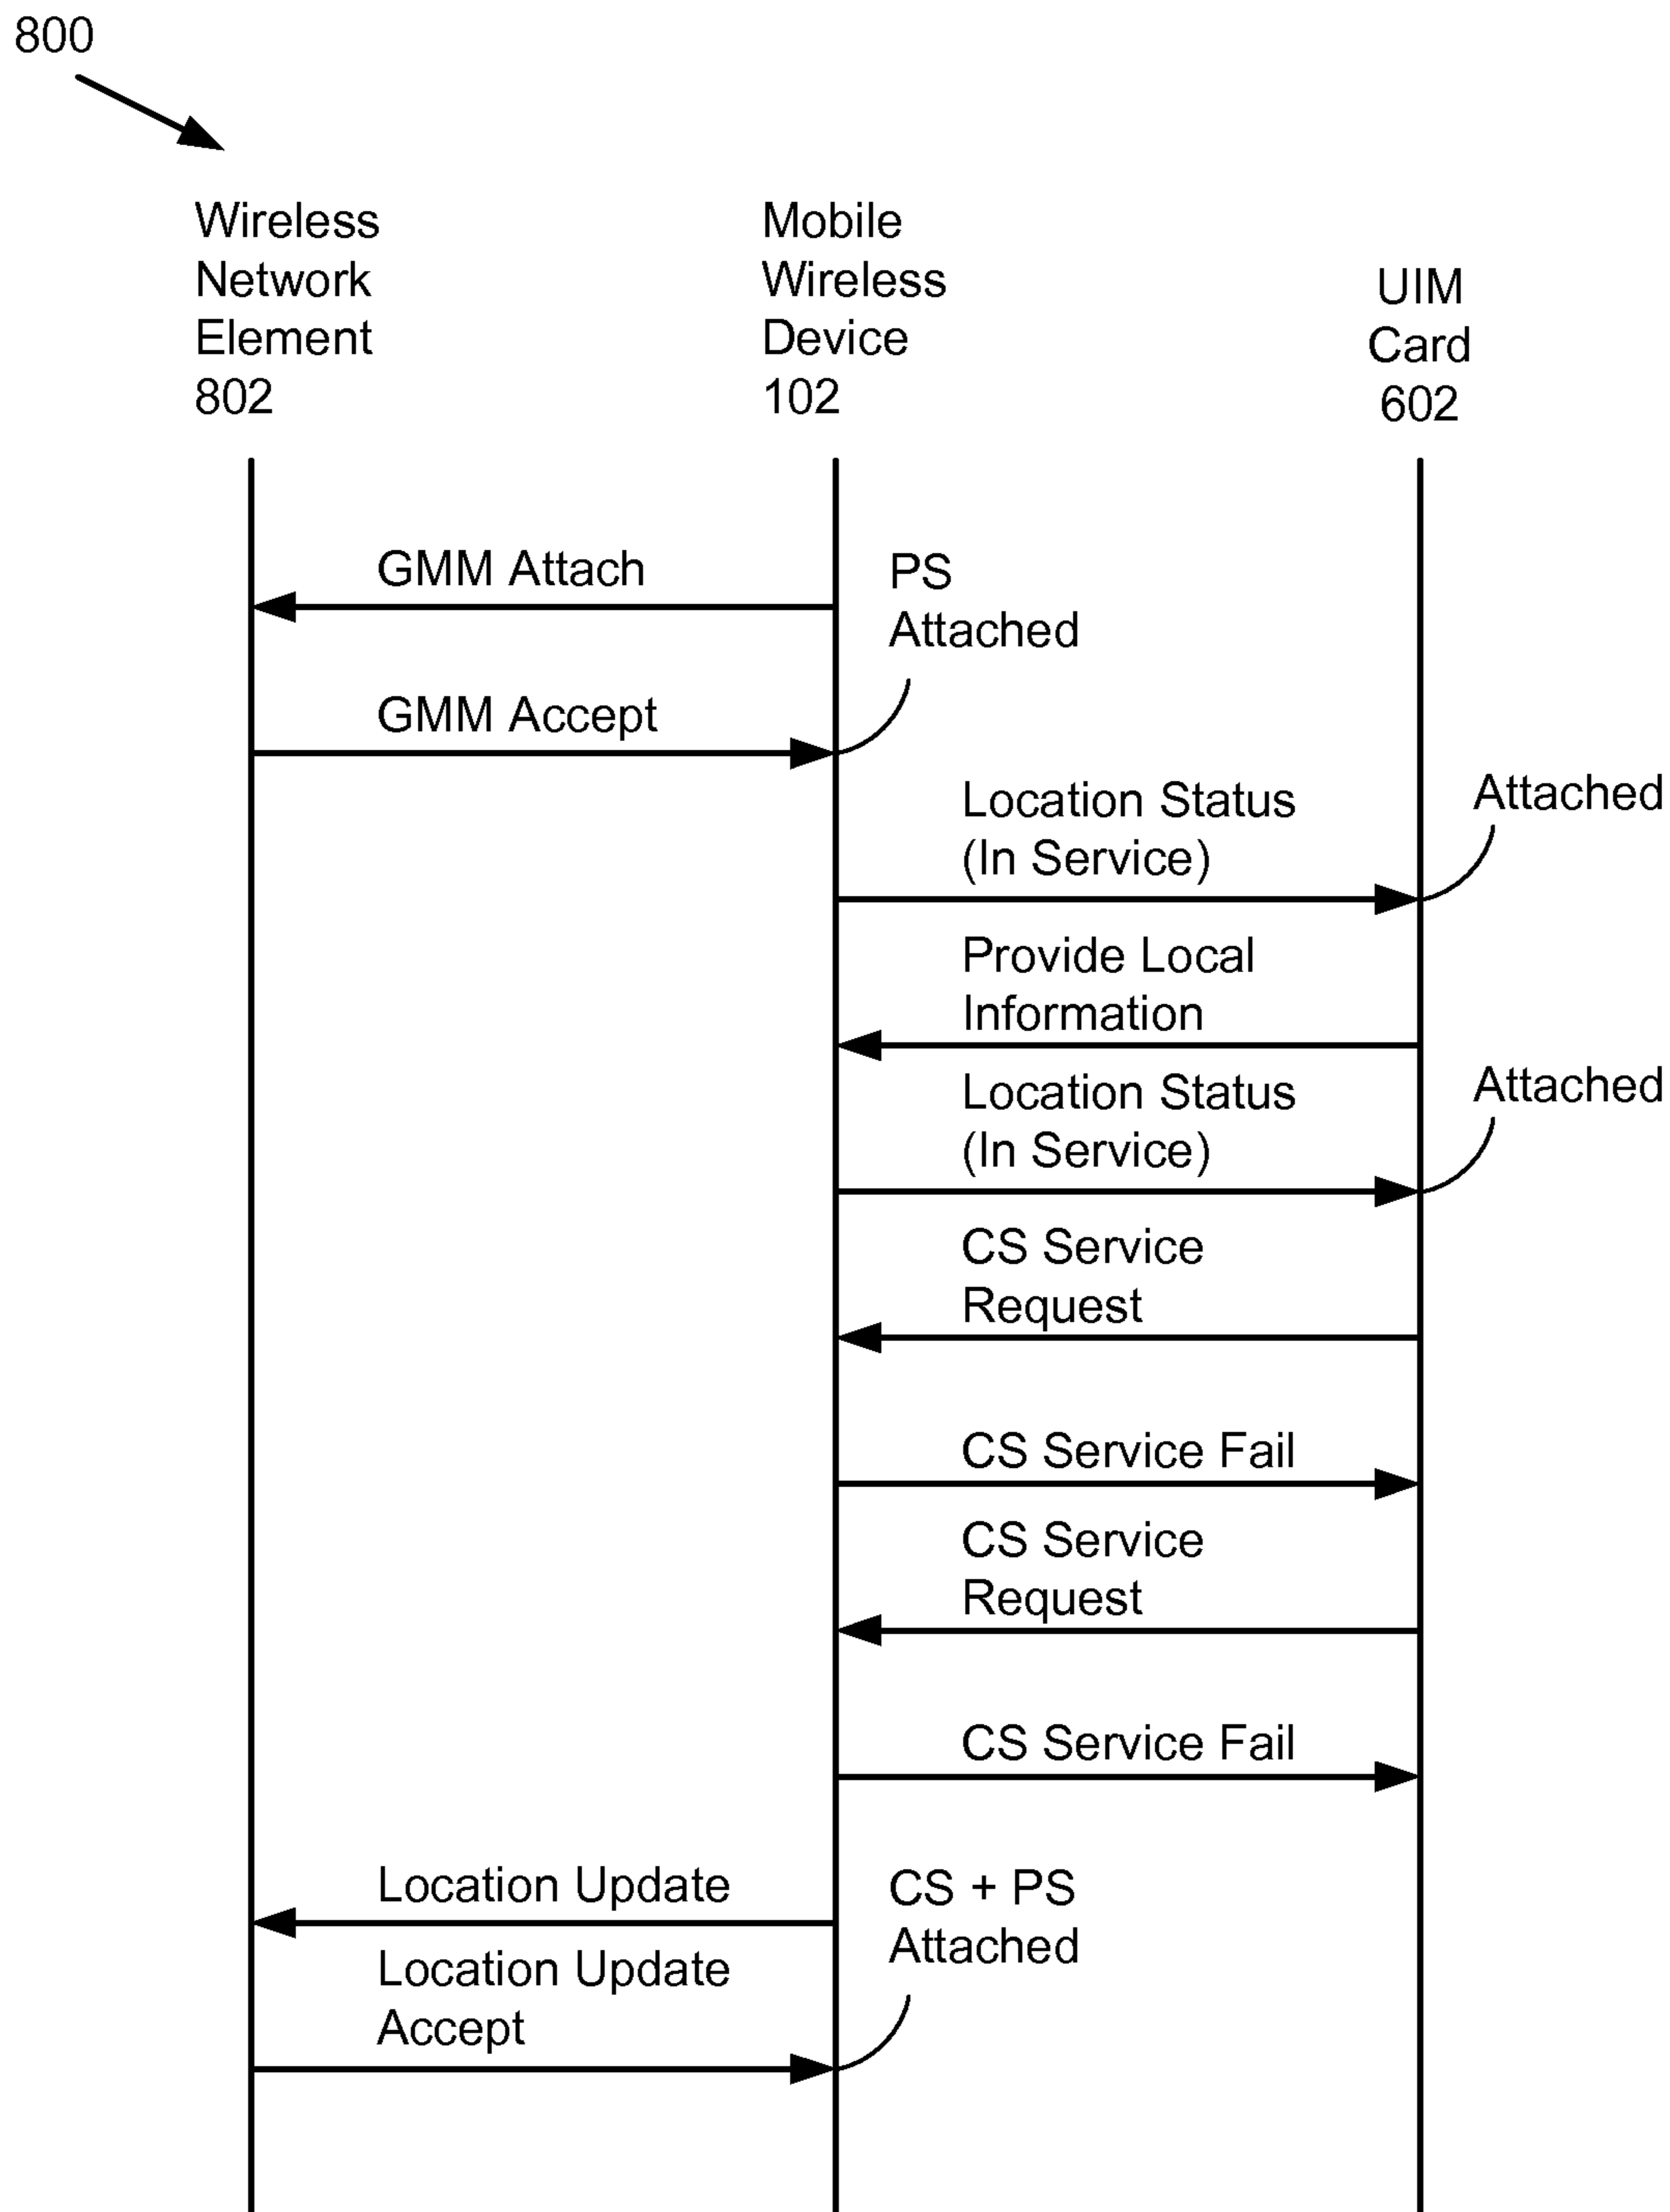 800
Wireless
Network
Element
802
Mobile
Wireless
Device
102
UIM
Card
602
GMM Attach
PS
Attached
GMM Accept
Location Status
(In Service)
Attached
Provide Local
Information
Location Status
(In Service)
Attached
CS Service
Request
CS Service Fail
CS Service
Request
CS Service Fail
Location Update
CS + PS
Attached
Location Update
Accept